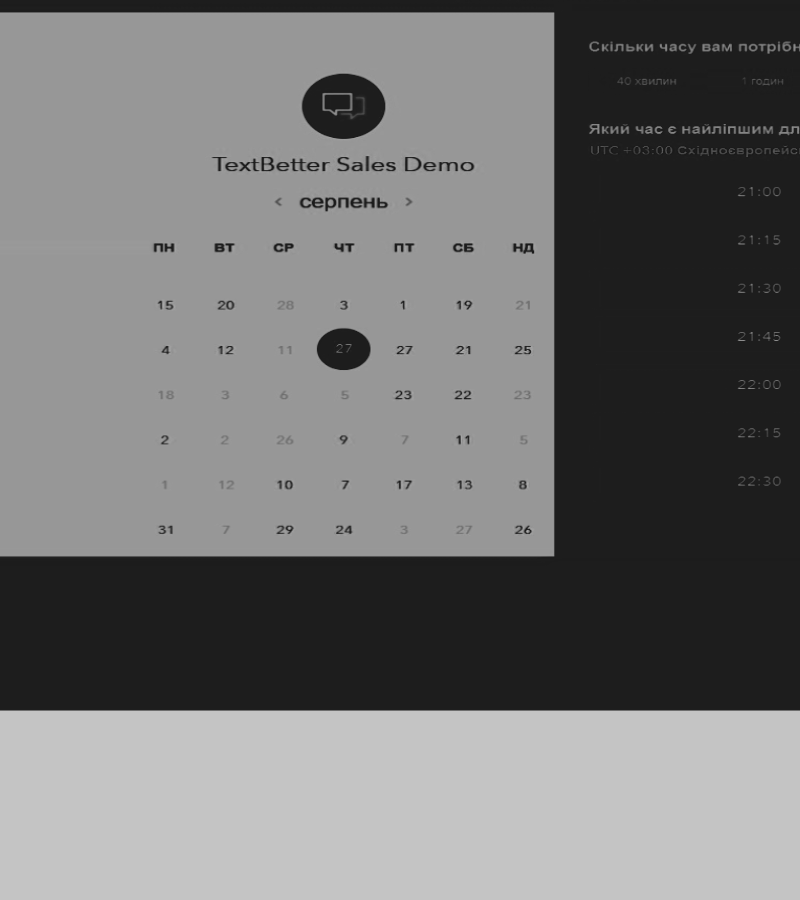 TextBetter Sales Demo
‹ серпень ›
ПН ВТ СР ЧТ ПТ СБ НД
15 20 28 3 1 19 21
4 12 11 27 27 21 25
18 3 6 5 23 22 23
2 2 26 9 7 11 5
1 12 10 7 17 13 8
31 7 29 24 3 27 26
Скільки часу вам потрібн
40 хвилин 1 годин
Який час є найліпшим дл
UTC +03:00 Східноєвропейс
21:00
21:15
21:30
21:45
22:00
22:15
22:30